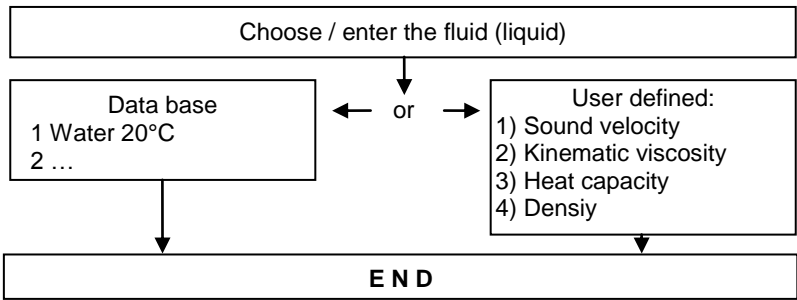 Choose / enter the fluid (liquid)
Data base
1 Water 20°C
2 …
or
User defined:
1) Sound velocity
2) Kinematic viscosity
3) Heat capacity
4) Densiy
E N D